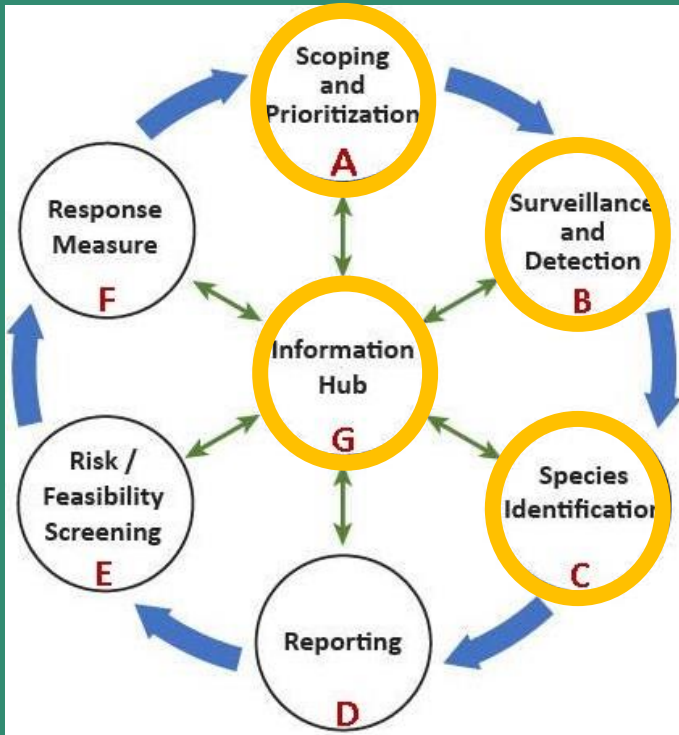 Scoping
and
Prioritization
A
Surveillance
and
Detection
B
Species
Identification
C
Reporting
D
Risk /
Feasibility
Screening
E
Response
Measure
F
Information
Hub
G